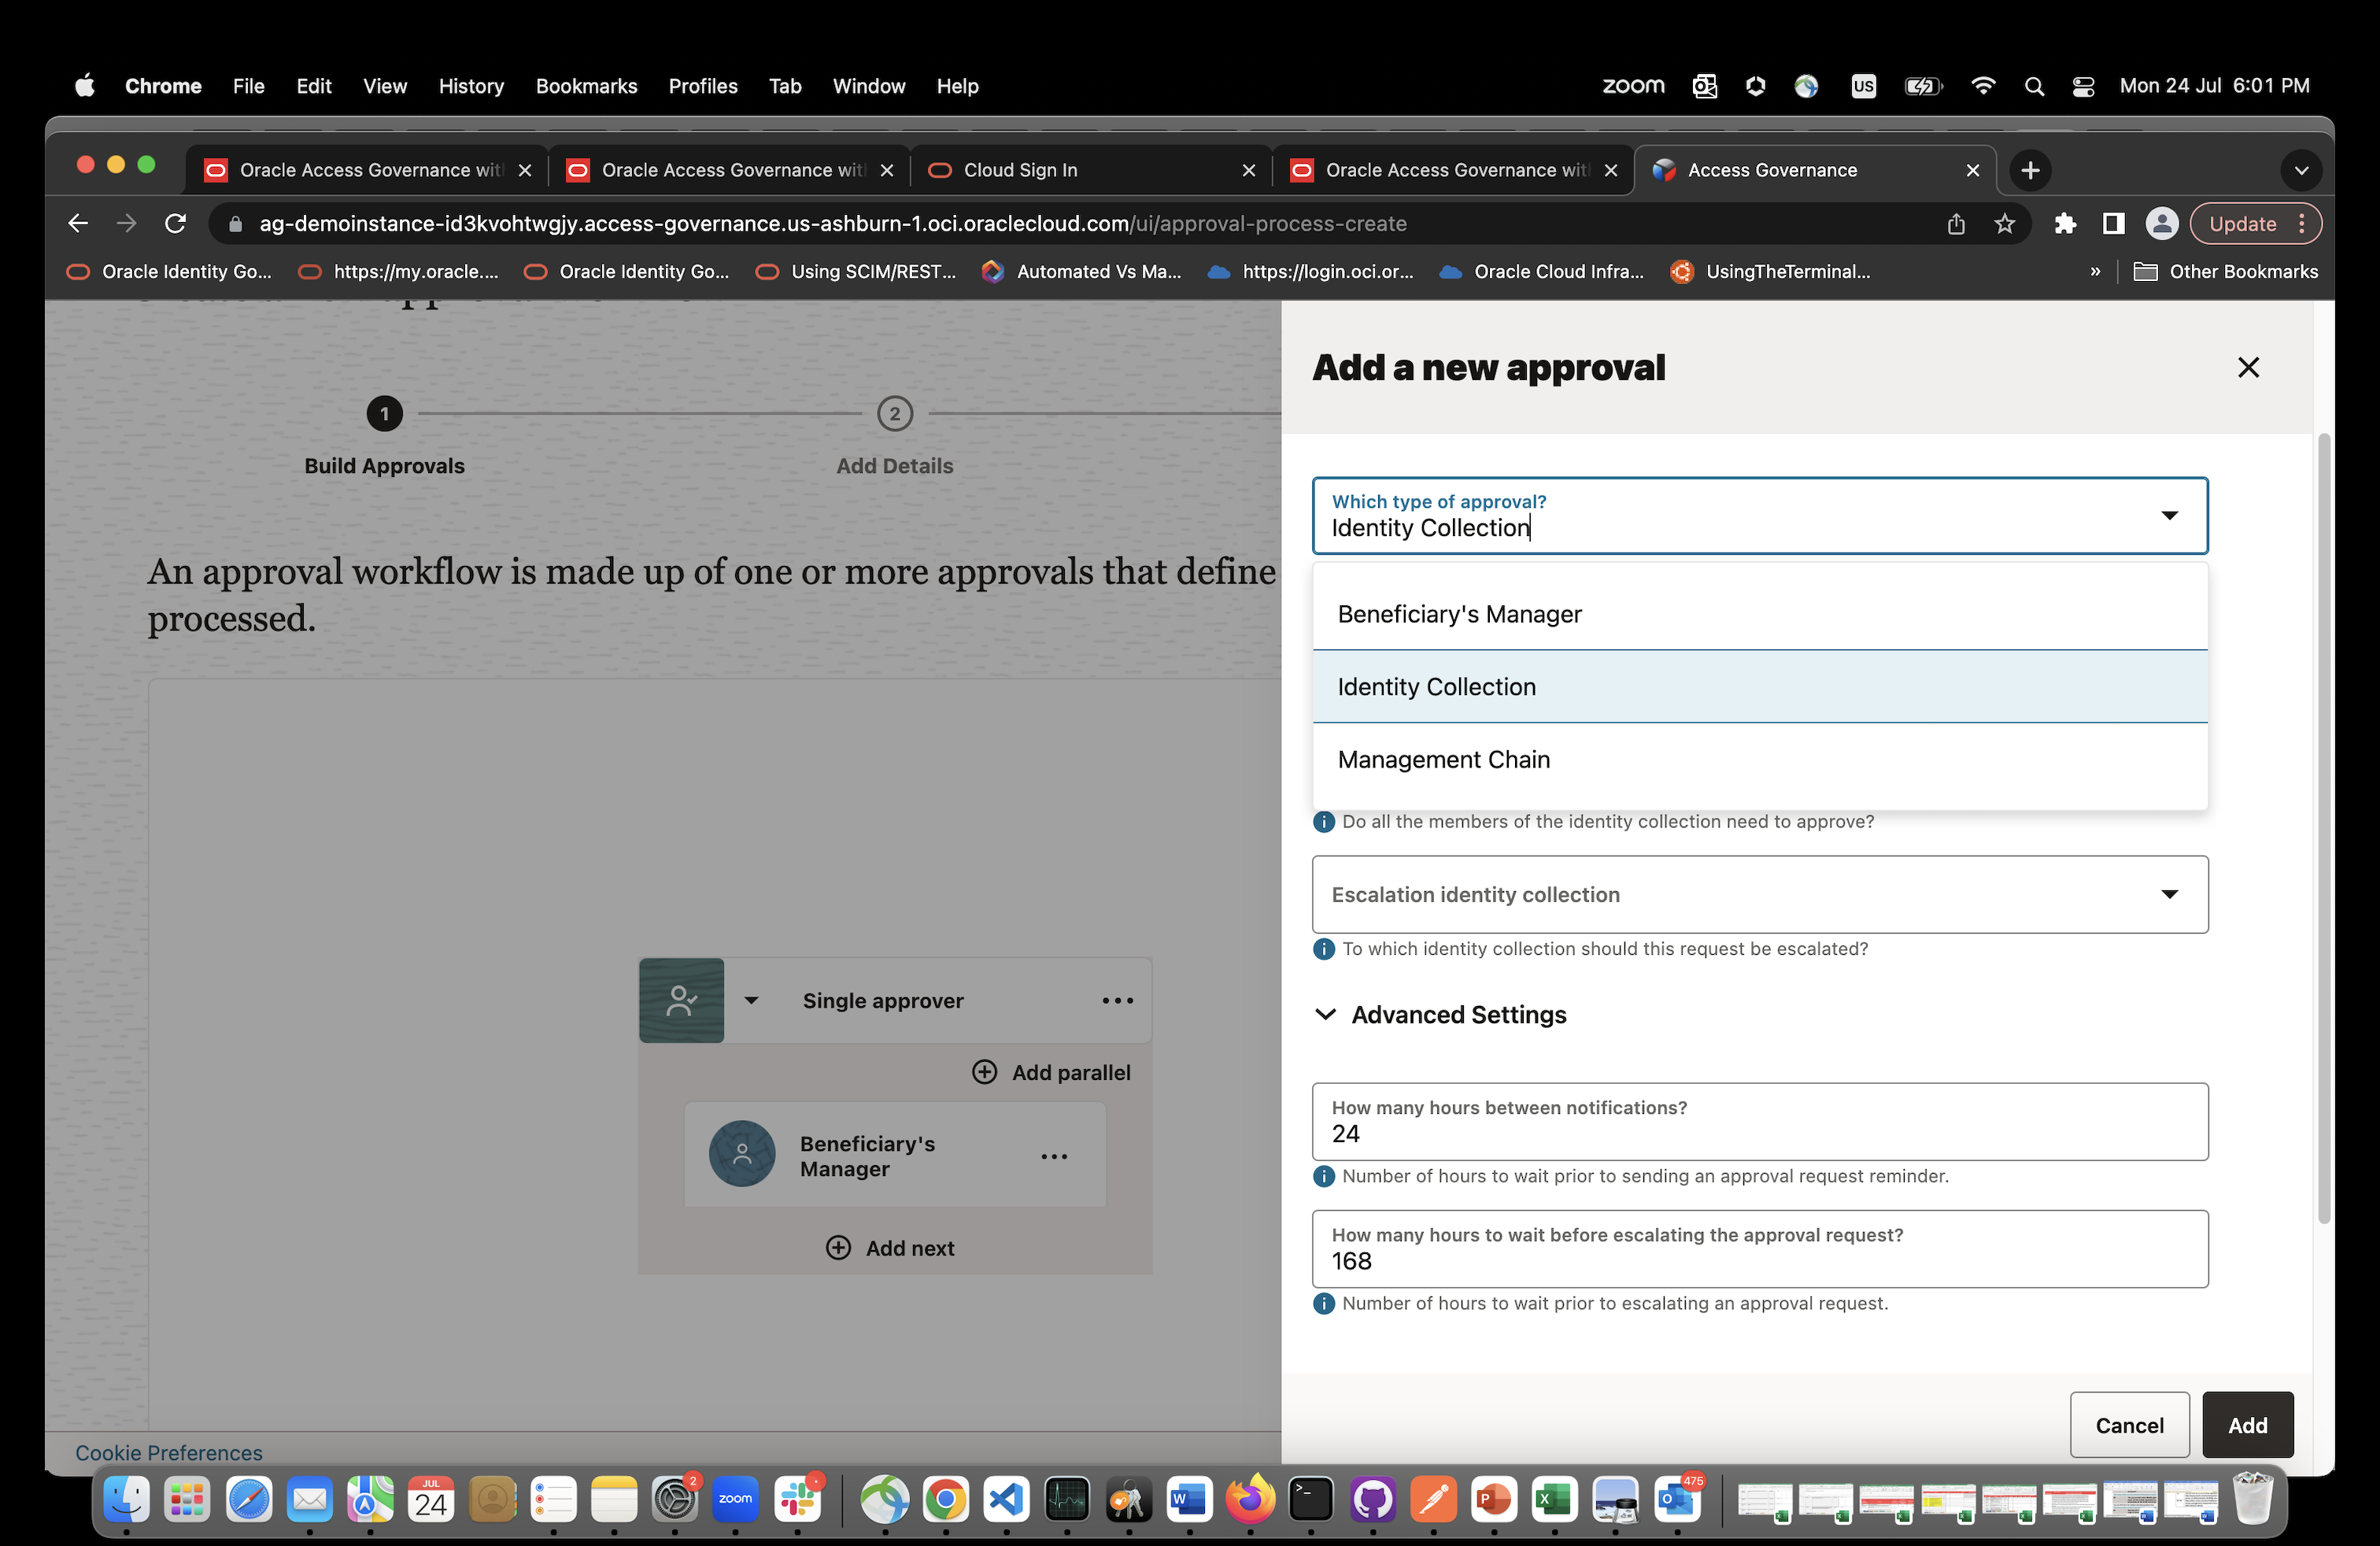 Chrome File Edit View History Bookmarks Profiles Tab Window Help zoom US Mon 24 Jul 6:01 PM
Oracle Access Governance wit Oracle Access Governance wit Cloud Sign In Oracle Access Governance wit Access Governance
ag-demoinstance-id3kvohtwgjy.access-governance.us-ashburn-1.oci.oraclecloud.com/ui/approval-process-create Update
Oracle Identity Go... https://my.oracle.... Oracle Identity Go... Using SCIM/REST... Automated Vs Ma... https://login.oci.or... Oracle Cloud Infra... UsingTheTerminal... » Other Bookmarks
1 2
Build Approvals Add Details
An approval workflow is made up of one or more approvals that define
processed.
Single approver
Add parallel
Beneficiary's
Manager
Add next
Cookie Preferences
Add a new approval
Which type of approval?
Identity Collection
Beneficiary's Manager
Identity Collection
Management Chain
Do all the members of the identity collection need to approve?
Escalation identity collection
To which identity collection should this request be escalated?
Advanced Settings
How many hours between notifications?
24
Number of hours to wait prior to sending an approval request reminder.
How many hours to wait before escalating the approval request?
168
Number of hours to wait prior to escalating an approval request.
Cancel Add
JUL
24
2
zoom
475